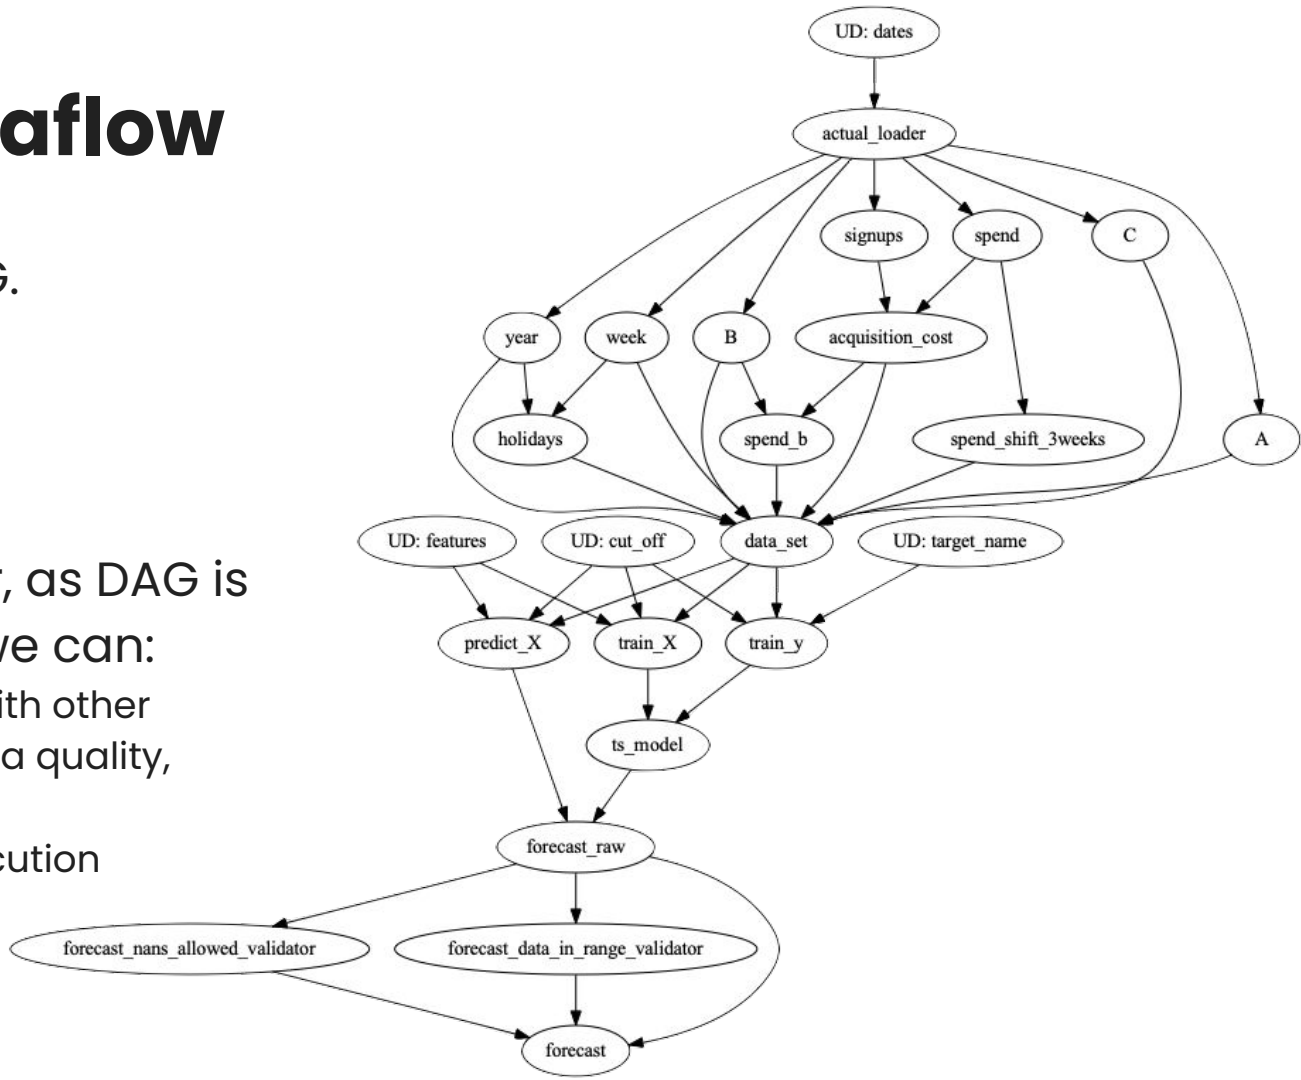 aflow
G.
, as DAG is
we can:
ith other
a quality,
cution
UD: dates
actual_loader
signups
spend
C
year
week
B
acquisition_cost
holidays
spend_b
spend_shift_3weeks
A
UD: features
UD: cut_off
data_set
UD: target_name
predict_X
train_X
train_y
ts_model
forecast_raw
forecast_nans_allowed_validator
forecast_data_in_range_validator
forecast